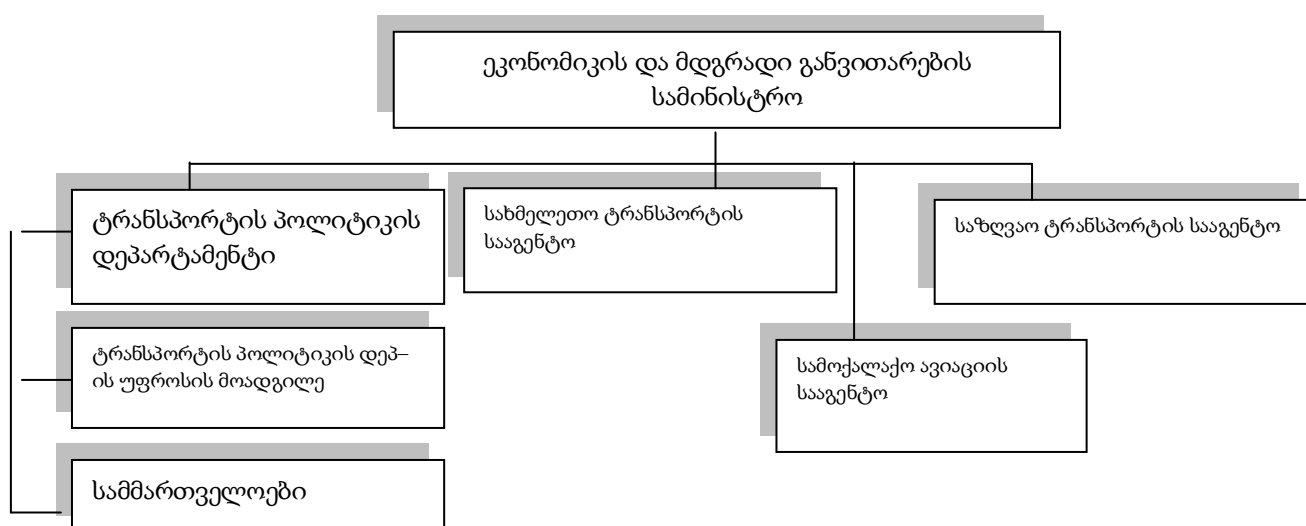 ეკონომიკის და მდგრადი განვითარების
სამინისტრო
ტრანსპორტის პოლიტიკის
დეპარტამენტი
სახმელეთო ტრანსპორტის
სააგენტო
საზღვაო ტრანსპორტის სააგენტო
ტრანსპორტის პოლიტიკის დეპ–
ის უფროსის მოადგილე
სამოქალაქო ავიაციის
სააგენტო
სამმართველოები